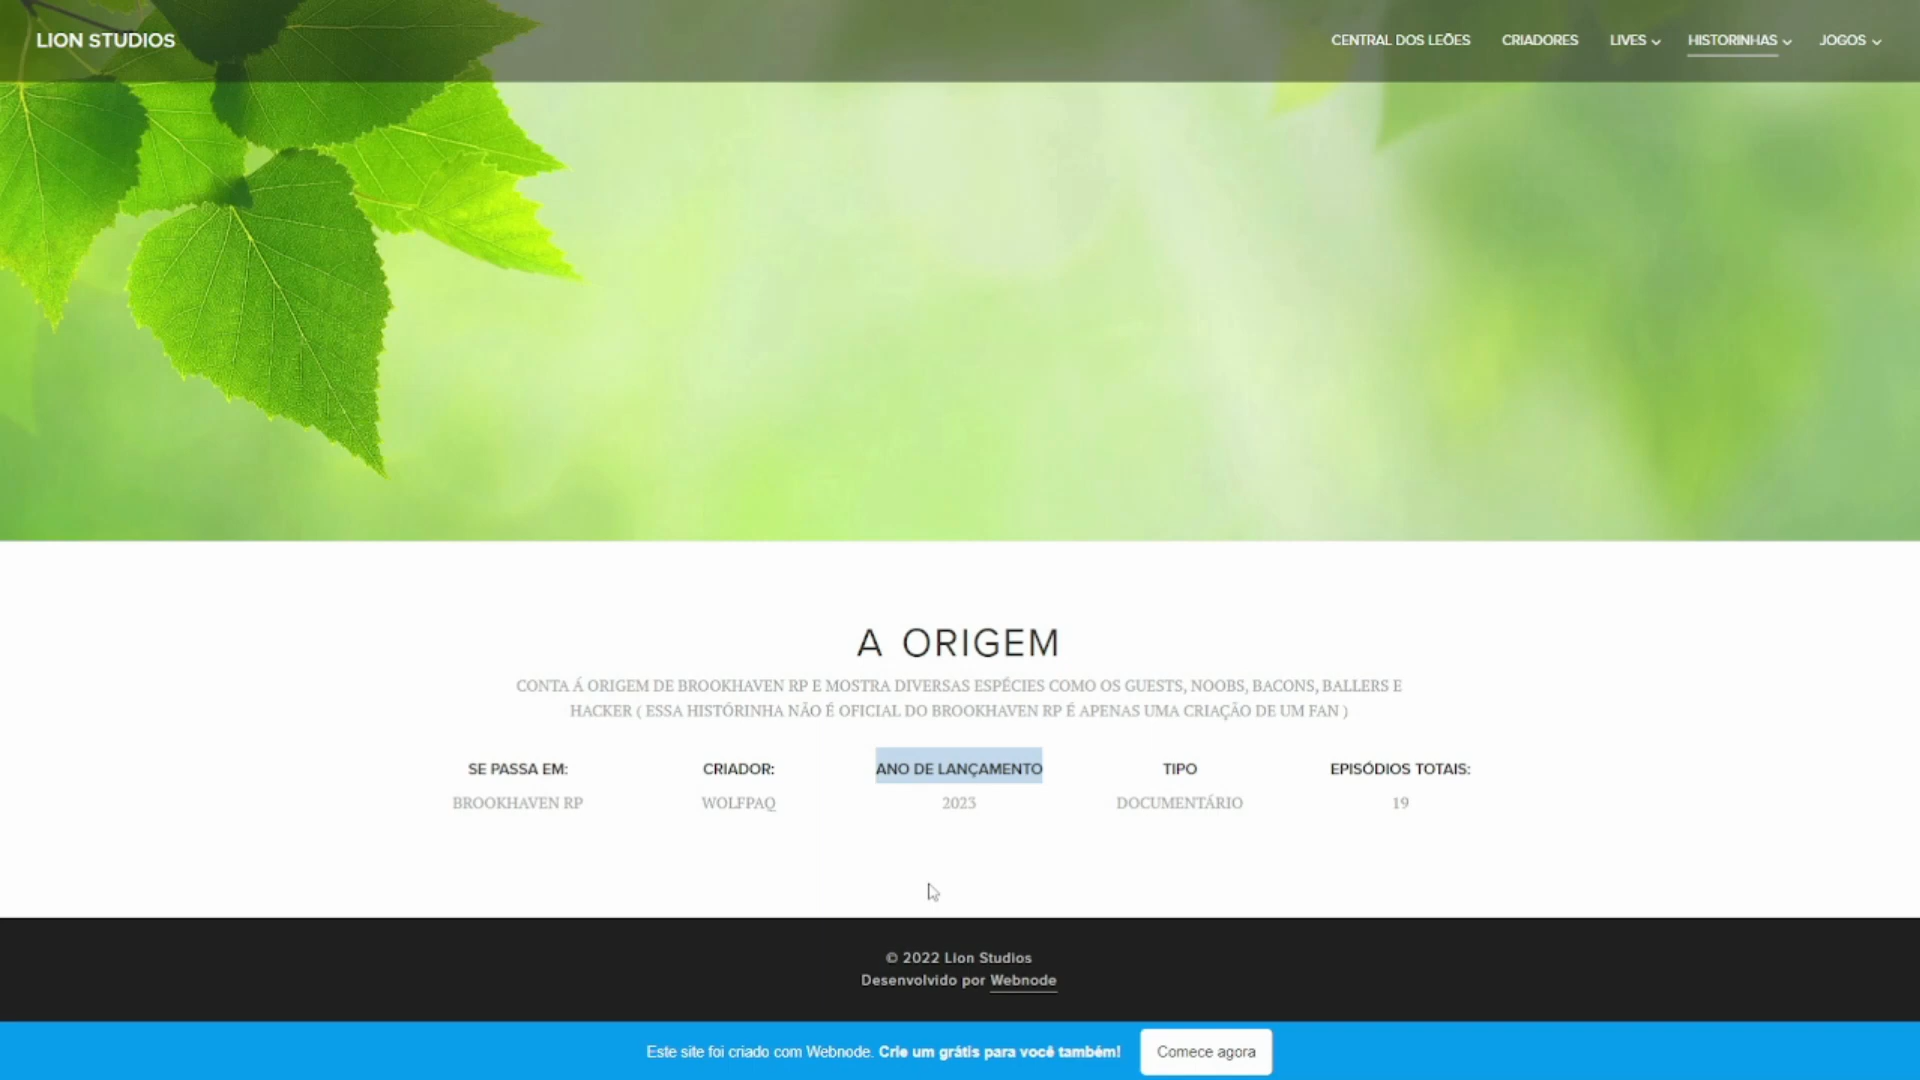 LION STUDIOS
CENTRAL DOS LEÕES CRIADORES LIVES HISTORINHAS JOGOS
A ORIGEM
CONTA Á ORIGEM DE BROOKHAVEN RP E MOSTRA DIVERSAS ESPÉCIES COMO OS GUESTS, NOOBS, BACONS, BALLERS E
HACKER ( ESSA HISTÓRINHA NÃO É OFICIAL DO BROOKHAVEN RP É APENAS UMA CRIAÇÃO DE UM FAN )
SE PASSA EM: CRIADOR: ANO DE LANÇAMENTO TIPO EPISÓDIOS TOTAIS:
BROOKHAVEN RP WOLFPAQ 2023 DOCUMENTÁRIO 19
© 2022 Lion Studios
Desenvolvido por Webnode
Este site foi criado com Webnode. Crie um grátis para você também! Comece agora